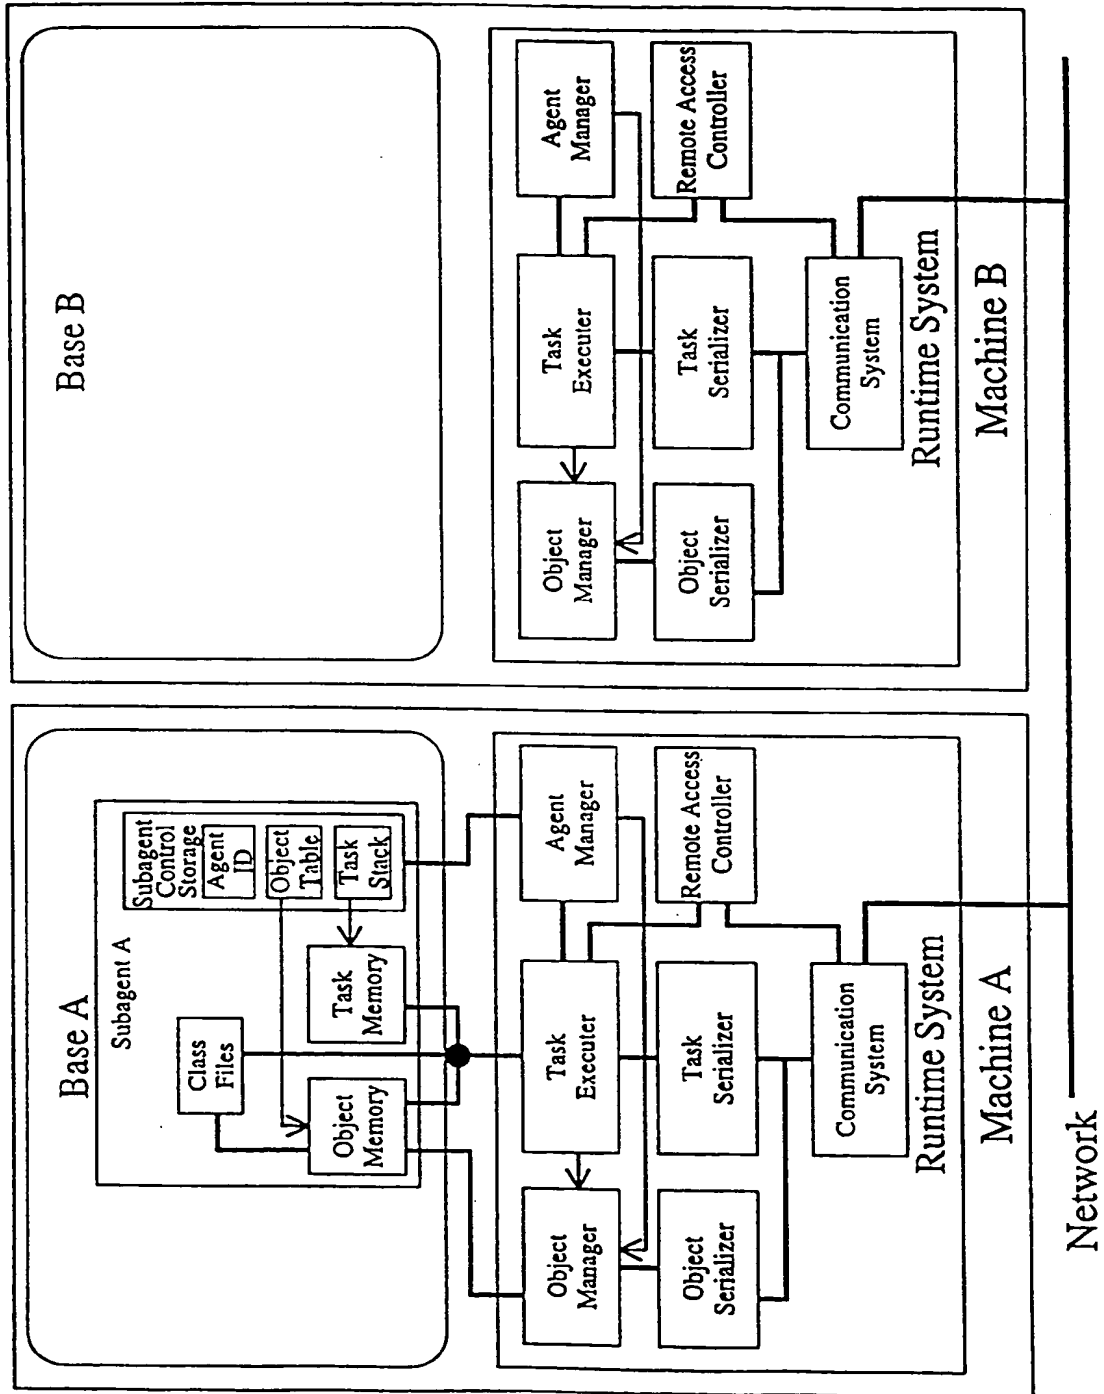 Base A
Subagent A
Subagent
Control
Storage
Agent
ID
Object
Table
Task
Stack
Class
Files
Object
Memory
Task
Memory
Object
Manager
Task
Executer
Agent
Manager
Object
Serializer
Task
Serializer
Remote Access
Controller
Communication
System
Runtime System
Machine A
Base B
Object
Manager
Task
Executer
Agent
Manager
Object
Serializer
Task
Serializer
Remote Access
Controller
Communication
System
Runtime System
Machine B
Network